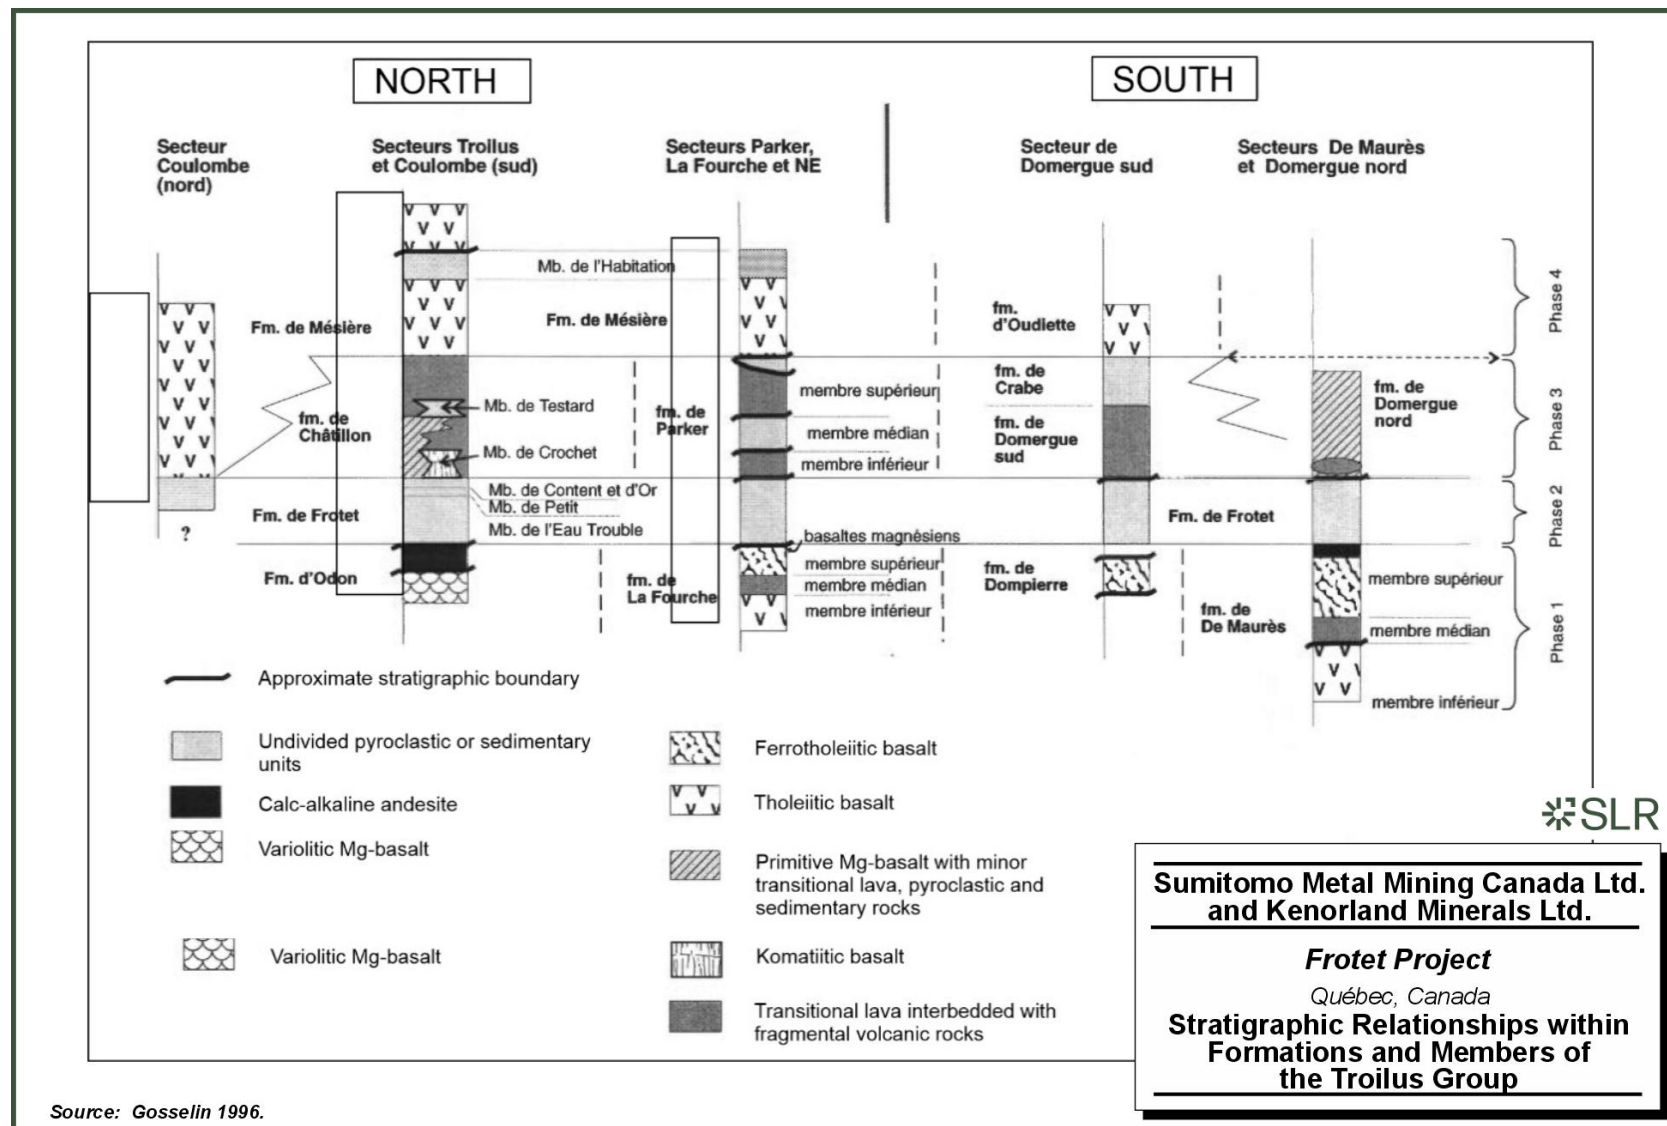 NORTH
SOUTH
Secteur
Coulombe
(nord)
Secteurs Troilus
et Coulombe (sud)
Secteurs Parker,
La Fourche et NE
Secteur de
Domergue sud
Secteurs De Maurès
et Domergue nord
Mb. de l'Habitation
Fm. de Mésière
Fm. de Mésière
fm.
d'Oudiette
Phase 4
fm. de
Châtillon
Mb. de Testard
Mb. de Crochet
fm. de
Parker
membre supérieur
membre médian
membre inférieur
fm. de
Crabe
fm. de
Domergue
sud
fm. de
Domergue
nord
Phase 3
Fm. de Frotet
Mb. de Content et d'Or
Mb. de Petit
Mb. de l'Eau Trouble
Fm. de Frotet
Phase 2
?
Fm. d'Odon
fm. de
La Fourche
basaltes magnésiens
membre supérieur
membre médian
membre inférieur
fm. de
Dompierre
fm. de
De Maurès
membre supérieur
membre médian
membre inférieur
Phase 1
Approximate stratigraphic boundary
Undivided pyroclastic or sedimentary
units
Calc-alkaline andesite
Variolitic Mg-basalt
Variolitic Mg-basalt
Ferrotholeiitic basalt
Tholeiitic basalt
Primitive Mg-basalt with minor
transitional lava, pyroclastic and
sedimentary rocks
Komatiitic basalt
Transitional lava interbedded with
fragmental volcanic rocks
SLR
Sumitomo Metal Mining Canada Ltd.
and Kenorland Minerals Ltd.
Frotet Project
Québec, Canada
Stratigraphic Relationships within
Formations and Members of
the Troilus Group
Source: Gosselin 1996.